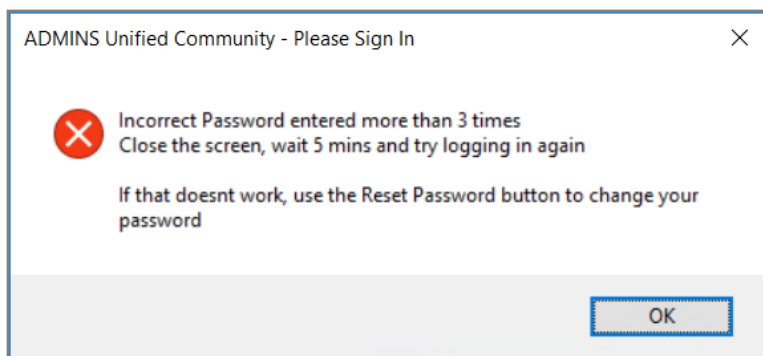 ADMINS Unified Community - Please Sign In
Incorrect Password entered more than 3 times
Close the screen, wait 5 mins and try logging in again
If that doesnt work, use the Reset Password button to change your
password
OK